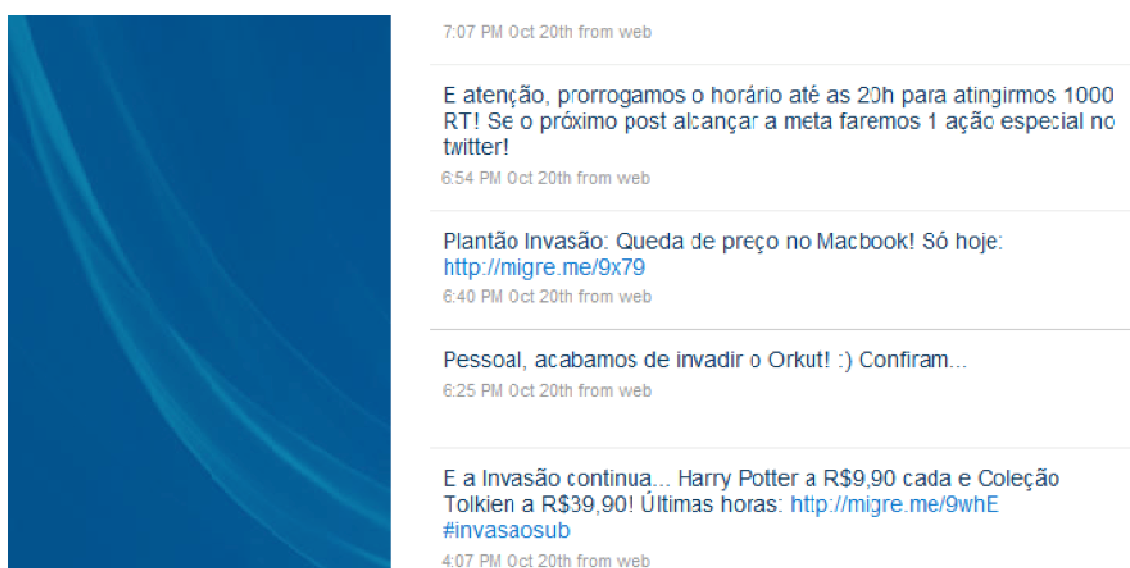 7:07 PM Oct 20th from web
E atenção, prorrogamos o horário até as 20h para atingirmos 1000
RT! Se o próximo post alcançar a meta faremos 1 ação especial no
twitter!
6:54 PM Oct 20th from web
Plantão Invasão: Queda de preço no Macbook! Só hoje:
http://migre.me/9x79
6:40 PM Oct 20th from web
Pessoal, acabamos de invadir o Orkut! :) Confiram...
6:25 PM Oct 20th from web
E a Invasão continua... Harry Potter a R$9,90 cada e Coleção
Tolkien a R$39,90! Últimas horas: http://migre.me/9whE
#invasaosub
4:07 PM Oct 20th from web